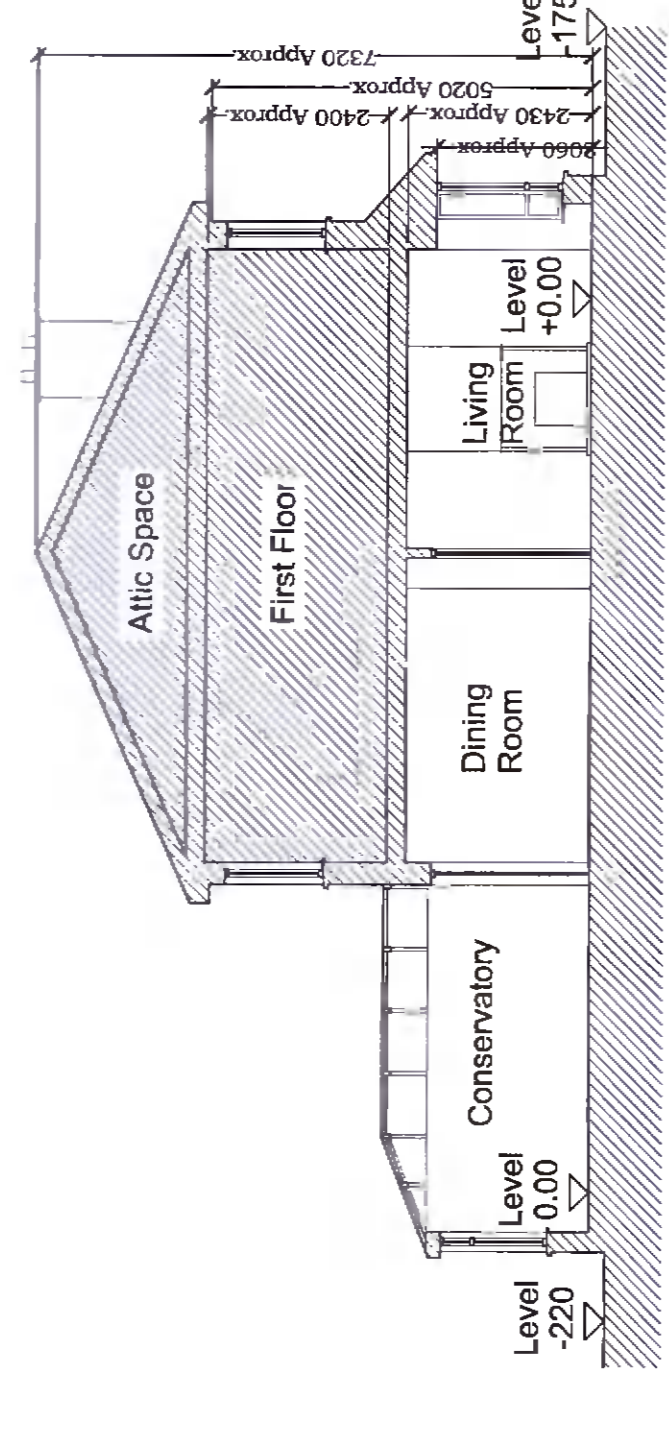 7320 Approx.
5020 Approx.
2400 Approx.
2430 Approx.
2060 Approx.
Attic Space
First Floor
Conservatory
Dining
Room
Living
Room
Level
-220
Level
0.00
Level
+0.00
-175